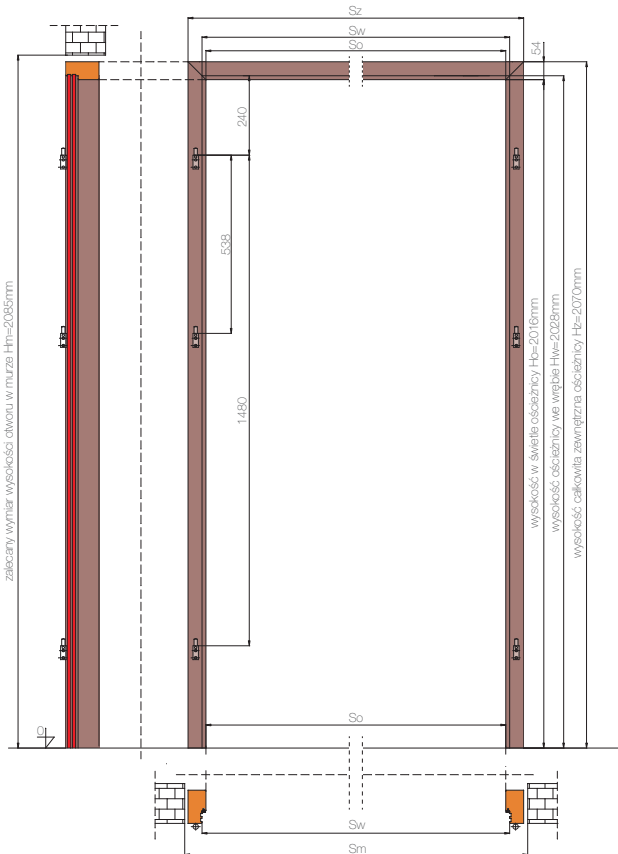 Sz
Sw
So
54
240
538
1480
zalecany wymiar wysokości otworu w murze Hm=2085mm
wysokość w świetle ościeżnicy Ho=2016mm
wysokość ościeżnicy we wrębie Hw=2028mm
wysokość całkowita zewnętrzna ościeżnicy Hz=2070mm
0
So
Sw
Sm